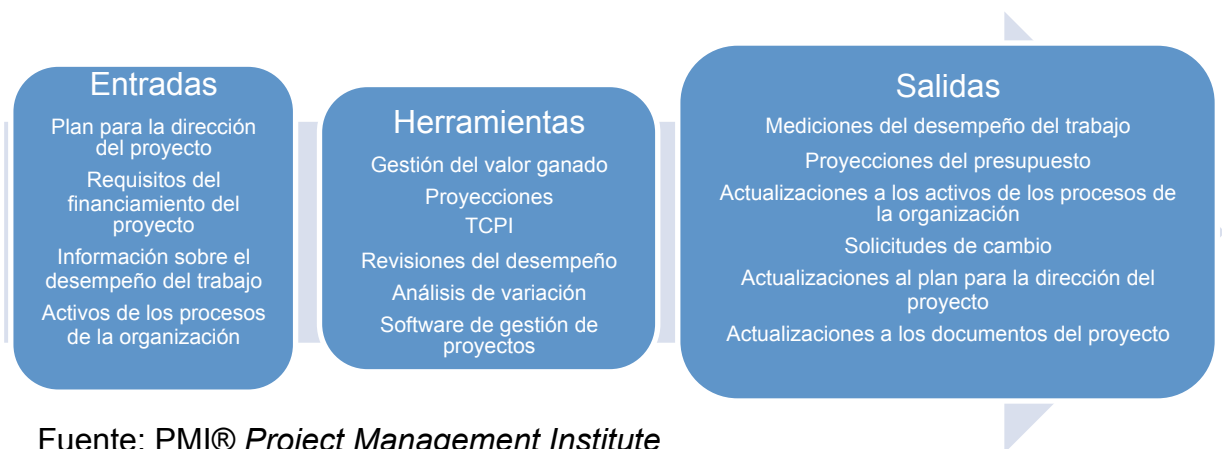 Entradas
Plan para la dirección
del proyecto
Requisitos del
financiamiento del
proyecto
Información sobre el
desempeño del trabajo
Activos de los procesos
de la organización
Herramientas
Gestión del valor ganado
Proyecciones
TCPI
Revisiones del desempeño
Análisis de variación
Software de gestión de
proyectos
Salidas
Mediciones del desempeño del trabajo
Proyecciones del presupuesto
Actualizaciones a los activos de los procesos de
la organización
Solicitudes de cambio
Actualizaciones al plan para la dirección del
proyecto
Actualizaciones a los documentos del proyecto
Fuente: PMI® Project Management Institute